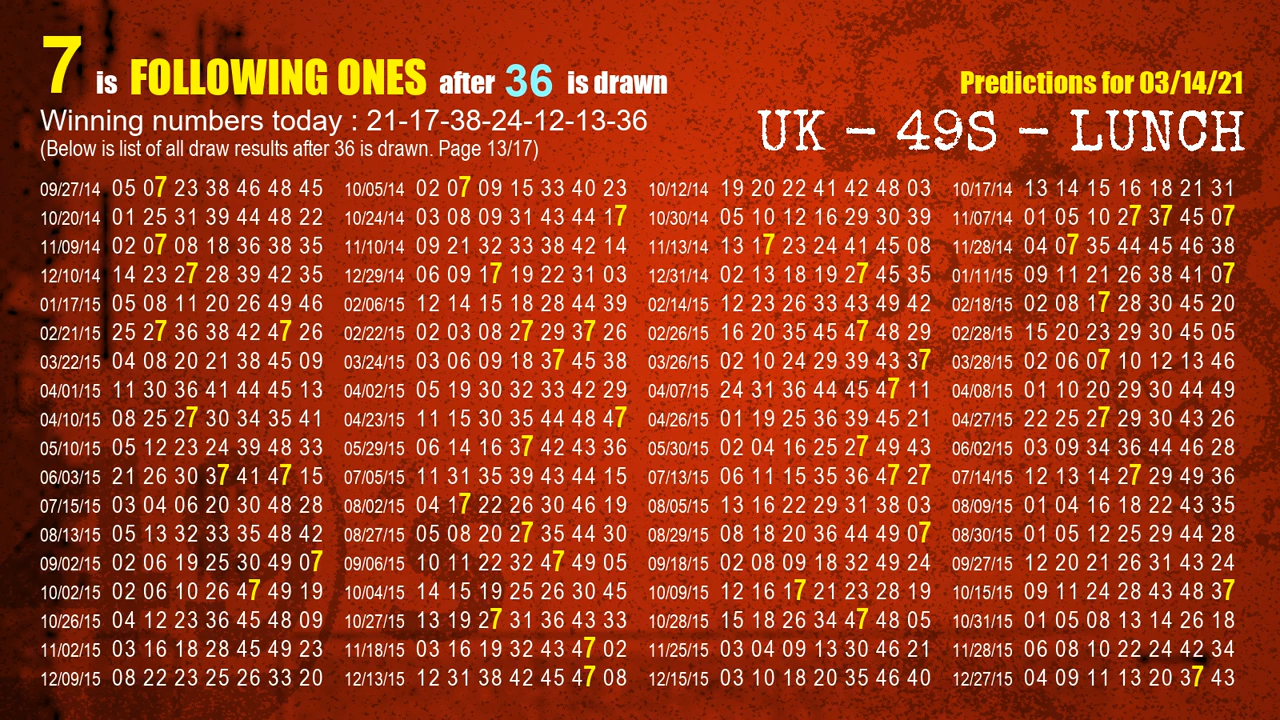 7 is FOLLOWING ONES after 36 is drawn
Predictions for 03/14/21
Winning numbers today : 21-17-38-24-12-13-36
UK - 49S - LUNCH
(Below is list of all draw results after 36 is drawn. Page 13/17)
09/27/14 05 07 23 38 46 48 45 10/05/14 02 07 09 15 33 40 23 10/12/14 19 20 22 41 42 48 03 10/17/14 13 14 15 16 18 21 31
10/20/14 01 25 31 39 44 48 22 10/24/14 03 08 09 31 43 44 17 10/30/14 05 10 12 16 29 30 39 11/07/14 01 05 10 27 37 45 07
11/09/14 02 07 08 18 36 38 35 11/10/14 09 21 32 33 38 42 14 11/13/14 13 17 23 24 41 45 08 11/28/14 04 07 35 44 45 46 38
12/10/14 14 23 27 28 39 42 35 12/29/14 06 09 17 19 22 31 03 12/31/14 02 13 18 19 27 45 35 01/11/15 09 11 21 26 38 41 07
01/17/15 05 08 11 20 26 49 46 02/06/15 12 14 15 18 28 44 39 02/14/15 12 23 26 33 43 49 42 02/18/15 02 08 17 28 30 45 20
02/21/15 25 27 36 38 42 47 26 02/22/15 02 03 08 27 29 37 26 02/26/15 16 20 35 45 47 48 29 02/28/15 15 20 23 29 30 45 05
03/22/15 04 08 20 21 38 45 09 03/24/15 03 06 09 18 37 45 38 03/26/15 02 10 24 29 39 43 37 03/28/15 02 06 07 10 12 13 46
04/01/15 11 30 36 41 44 45 13 04/02/15 05 19 30 32 33 42 29 04/07/15 24 31 36 44 45 47 11 04/08/15 01 10 20 29 30 44 49
04/10/15 08 25 27 30 34 35 41 04/23/15 11 15 30 35 44 48 47 04/26/15 01 19 25 36 39 45 21 04/27/15 22 25 27 29 30 43 26
05/10/15 05 12 23 24 39 48 33 05/29/15 06 14 16 37 42 43 36 05/30/15 02 04 16 25 27 49 43 06/02/15 03 09 34 36 44 46 28
06/03/15 21 26 30 37 41 47 15 07/05/15 11 31 35 39 43 44 15 07/13/15 06 11 15 35 36 47 27 07/14/15 12 13 14 27 29 49 36
07/15/15 03 04 06 20 30 48 28 08/02/15 04 17 22 26 30 46 19 08/05/15 13 16 22 29 31 38 03 08/09/15 01 04 16 18 22 43 35
08/13/15 05 13 32 33 35 48 42 08/27/15 05 08 20 27 35 44 30 08/29/15 08 18 20 36 44 49 07 08/30/15 01 05 12 25 29 44 28
09/02/15 02 06 19 25 30 49 07 09/06/15 10 11 22 32 47 49 05 09/18/15 02 08 09 18 32 49 24 09/27/15 12 20 21 26 31 43 24
10/02/15 02 06 10 26 47 49 19 10/04/15 14 15 19 25 26 30 45 10/09/15 12 16 17 21 23 28 19 10/15/15 09 11 24 28 43 48 37
10/26/15 04 12 23 36 45 48 09 10/27/15 13 19 27 31 36 43 33 10/28/15 15 18 26 34 47 48 05 10/31/15 01 05 08 13 14 26 18
11/02/15 03 16 18 28 45 49 23 11/18/15 03 16 19 32 43 47 02 11/25/15 03 04 09 13 30 46 21 11/28/15 06 08 10 22 24 42 34
12/09/15 08 22 23 25 26 33 20 12/13/15 12 31 38 42 45 47 08 12/15/15 03 10 18 20 35 46 40 12/27/15 04 09 11 13 20 37 43